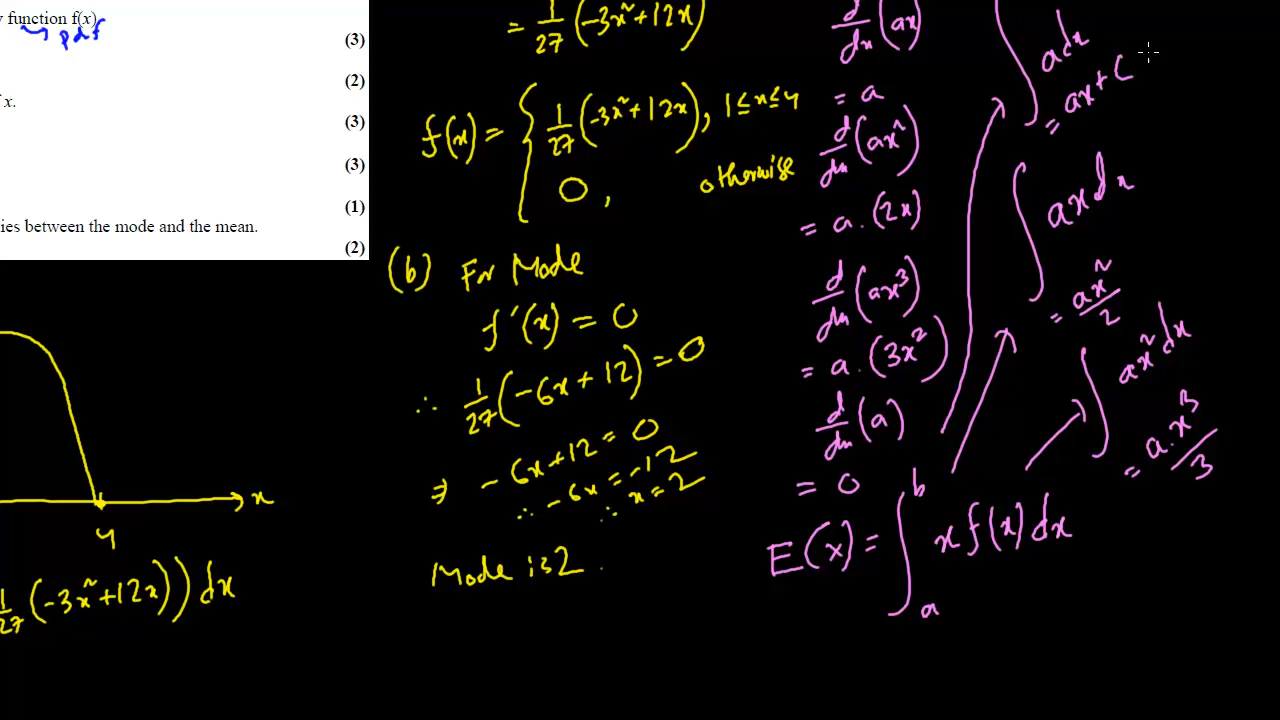 y function f(x)
→ pdf
(3)
(2)
f x.
(3)
(3)
(1)
ies between the mode and the mean.
(2)
4
x
1/27 (-3x²+12x)) dx
= 1/27 (-3x²+12x)
f(x) = { 1/27 (-3x²+12x), 1≤x≤4
0, otherwise
(b) For Mode
f'(x) = 0
∴ 1/27 (-6x+12) = 0
⇒ -6x+12 = 0
∴ -6x = -12
∴ x = 2
Mode is 2.
d/dx (ax)
= a
d/dx (ax²)
= a.(2x)
d/dx (ax³)
= a.(3x²)
d/dx (a)
= 0
E(x) = ∫ₐᵇ x f(x) dx
∫ a dx
= ax + C
∫ ax dx
= ax²/2
∫ ax² dx
= a.x³/3